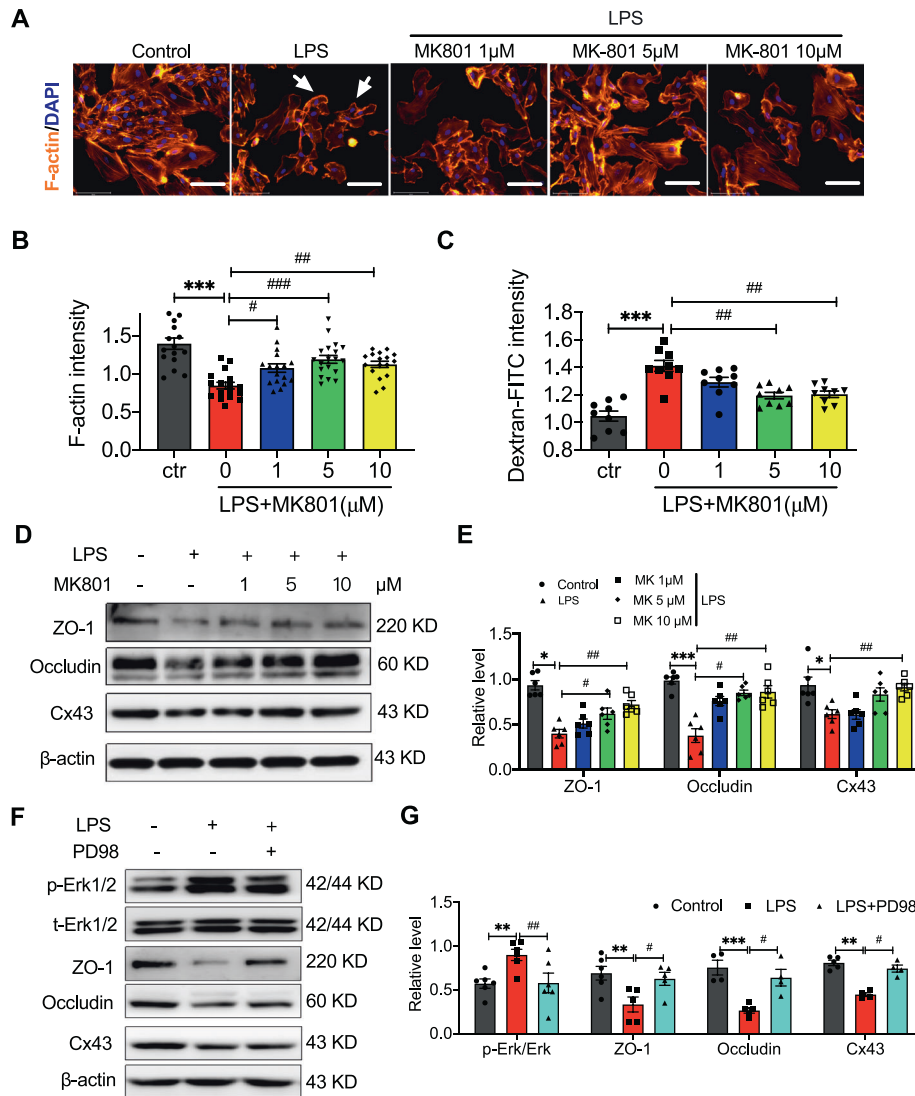 A
LPS
Control LPS MK801 1μM MK-801 5μM MK-801 10μM
F-actin/DAPI
B
F-actin intensity
##
###
*** #
1.5
1.0
0.5
0.0
ctr 0 1 5 10
LPS+MK801(μM)
C
Dextran-FITC intensity
##
*** ##
1.8
1.6
1.4
1.2
1.0
0.8
ctr 0 1 5 10
LPS+MK801(μM)
D
LPS - + + + +
MK801 - - 1 5 10 μM
ZO-1 220 KD
Occludin 60 KD
Cx43 43 KD
β-actin 43 KD
E
Control MK 1μM
LPS MK 5 μM LPS
MK 10 μM
Relative level
1.5
1.0
0.5
0
* ## #
*** ## #
* ##
ZO-1 Occludin Cx43
F
LPS - + +
PD98 - - +
p-Erk1/2 42/44 KD
t-Erk1/2 42/44 KD
ZO-1 220 KD
Occludin 60 KD
Cx43 43 KD
β-actin 43 KD
G
Control LPS LPS+PD98
Relative level
1.5
1.0
0.5
0.0
** ## ** # *** # ** #
p-Erk/Erk ZO-1 Occludin Cx43